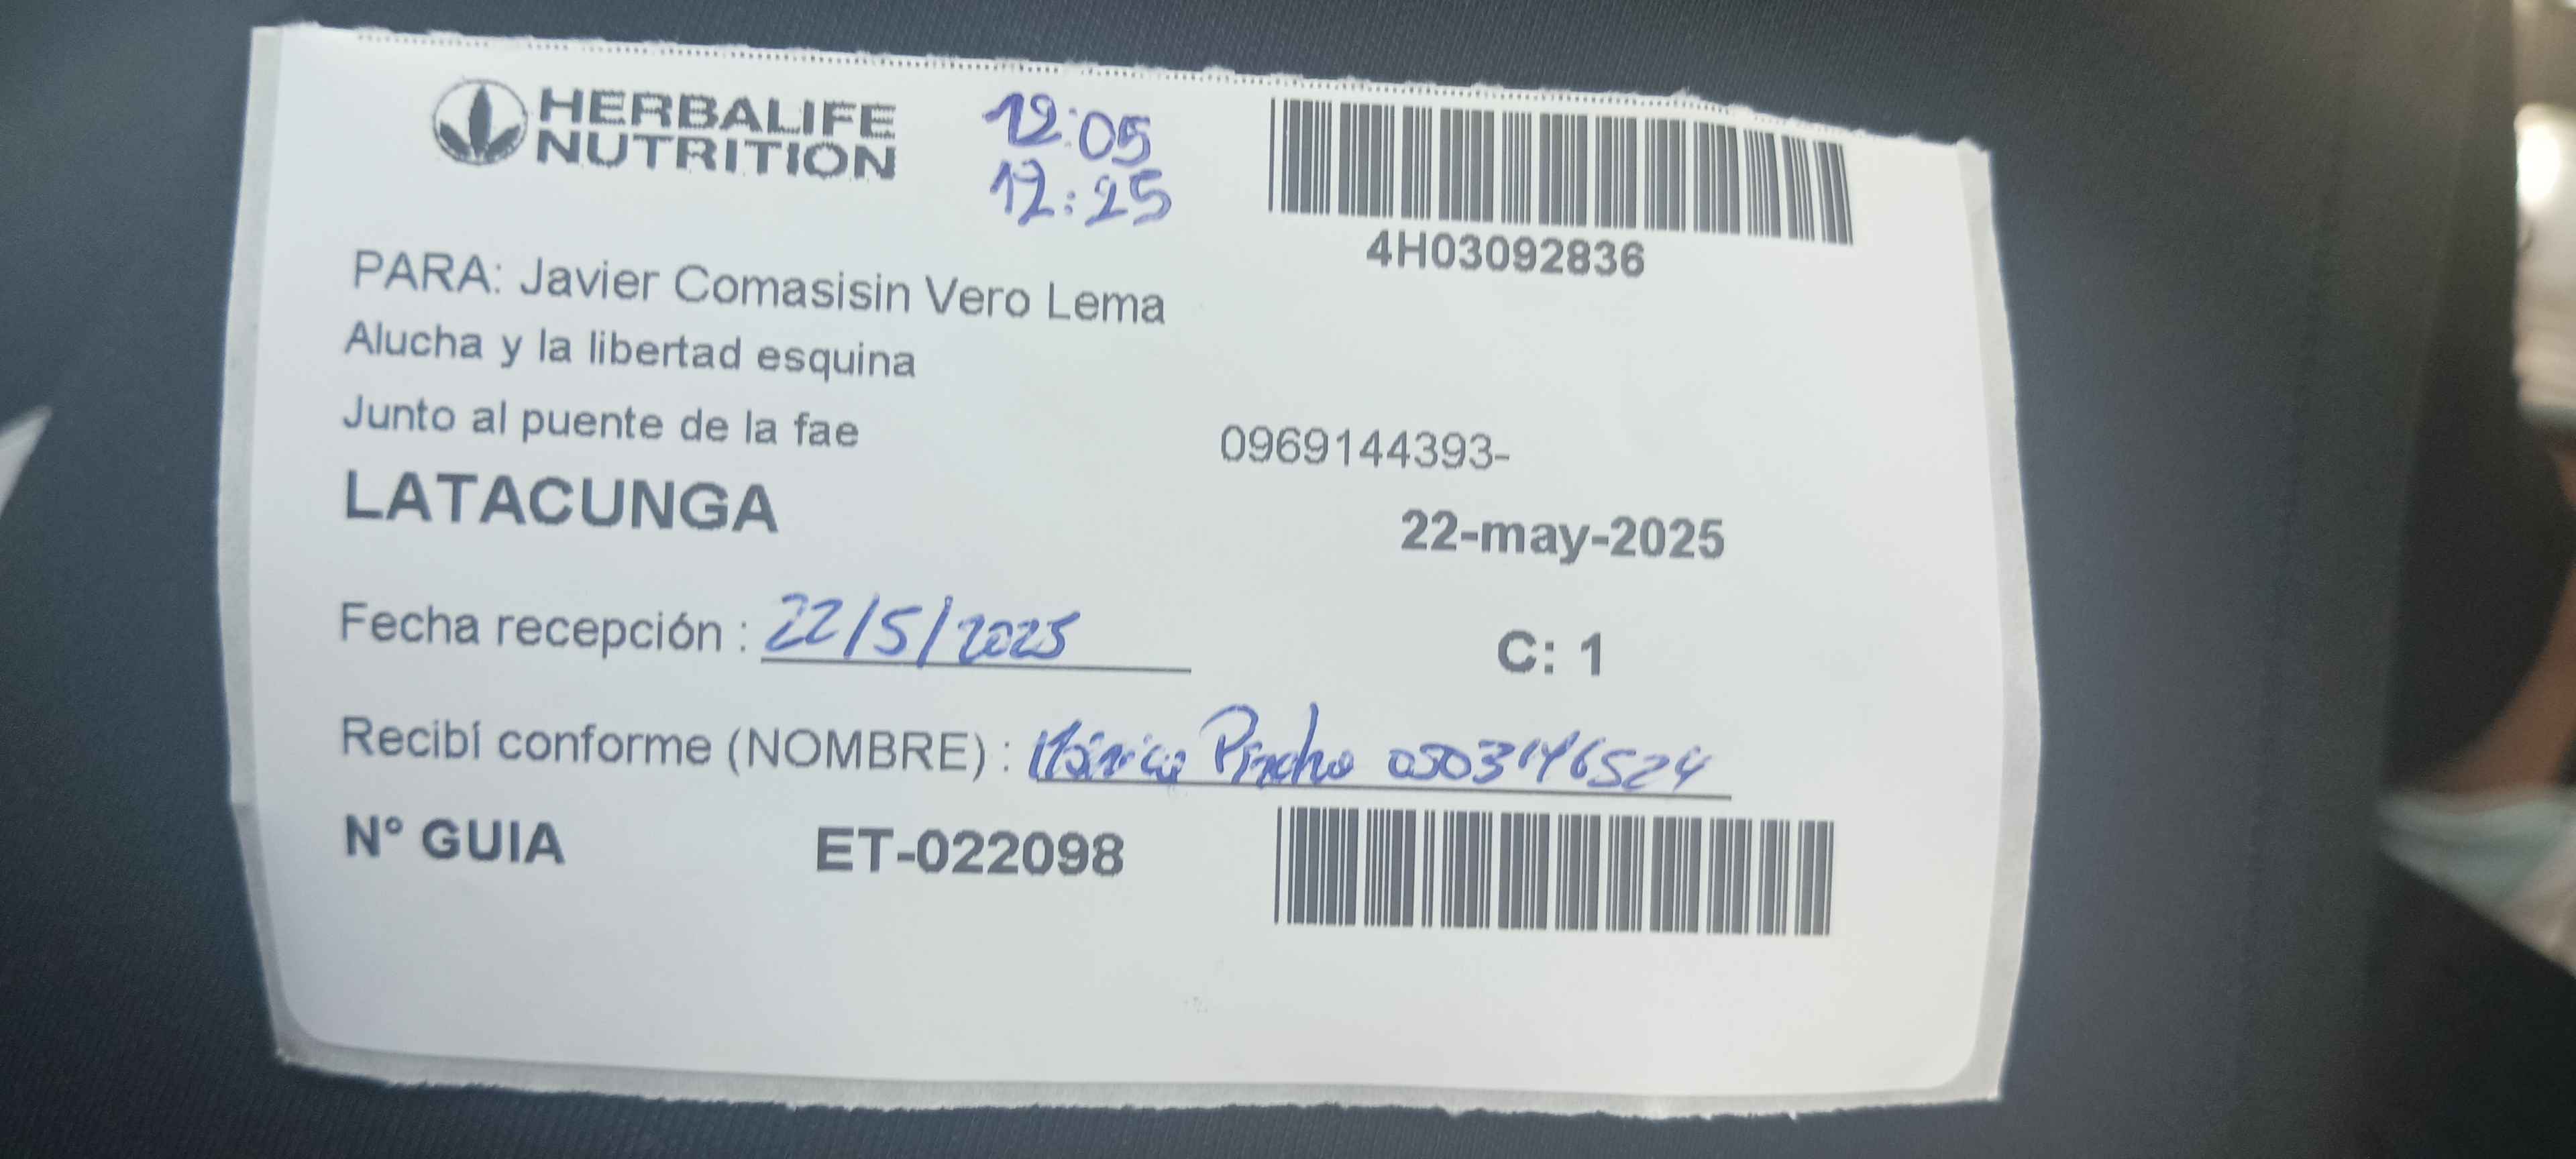 HERBALIFE
NUTRITION
12:05
12:25
4H03092836
PARA: Javier Comasisin Vero Lema
Alucha y la libertad esquina
Junto al puente de la fae
0969144393-
LATACUNGA
22-may-2025
Fecha recepción : 22/5/2025
C: 1
Recibí conforme (NOMBRE) : Mónica 0503146524
N° GUIA ET-022098